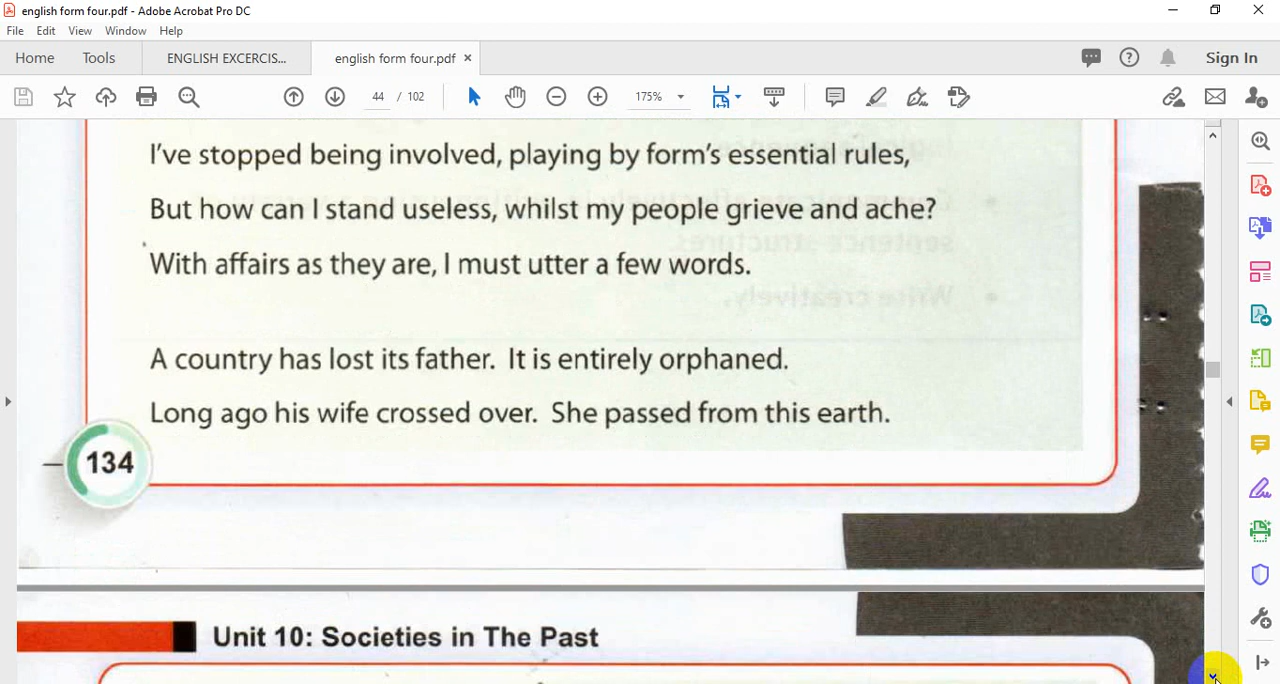 english form four.pdf - Adobe Acrobat Pro DC
File Edit View Window Help
Home Tools ENGLISH EXCERCIS... english form four.pdf × Sign In
44 / 102 175%
I've stopped being involved, playing by form's essential rules,
But how can I stand useless, whilst my people grieve and ache?
With affairs as they are, I must utter a few words.
A country has lost its father. It is entirely orphaned.
Long ago his wife crossed over. She passed from this earth.
134
Unit 10: Societies in The Past